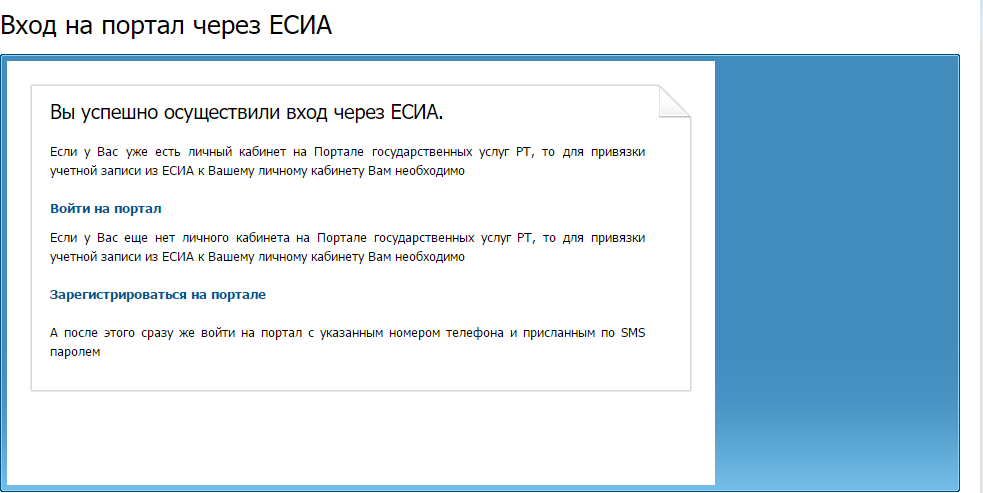 Вход на портал через ЕСИА
Вы успешно осуществили вход через ЕСИА.
Если у Вас уже есть личный кабинет на Портале государственных услуг РТ, то для привязки
учетной записи из ЕСИА к Вашему личному кабинету Вам необходимо
Войти на портал
Если у Вас еще нет личного кабинета на Портале государственных услуг РТ, то для привязки
учетной записи из ЕСИА к Вашему личному кабинету Вам необходимо
Зарегистрироваться на портале
А после этого сразу же войти на портал с указанным номером телефона и присланным по SMS
паролем